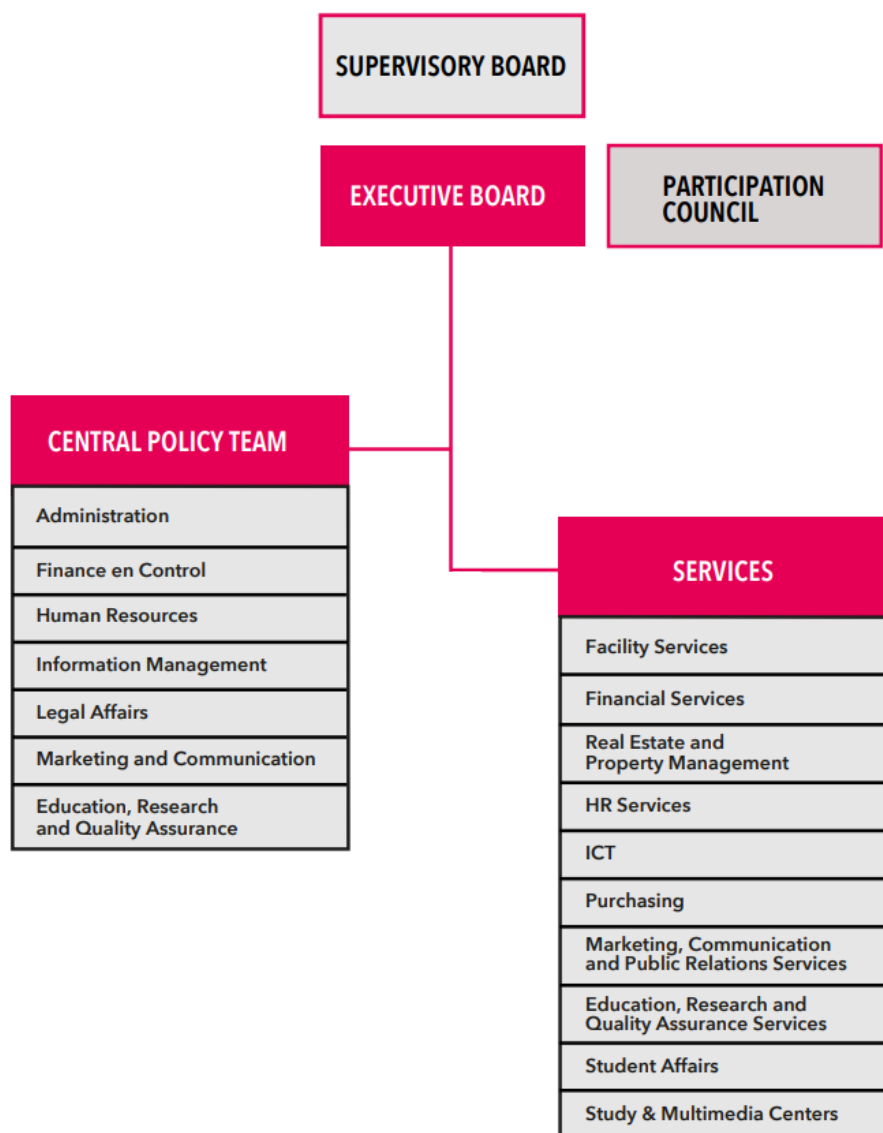 SUPERVISORY BOARD
EXECUTIVE BOARD
PARTICIPATION
COUNCIL
CENTRAL POLICY TEAM
Administration
Finance en Control
Human Resources
Information Management
Legal Affairs
Marketing and Communication
Education, Research
and Quality Assurance
SERVICES
Facility Services
Financial Services
Real Estate and
Property Management
HR Services
ICT
Purchasing
Marketing, Communication
and Public Relations Services
Education, Research and
Quality Assurance Services
Student Affairs
Study & Multimedia Centers